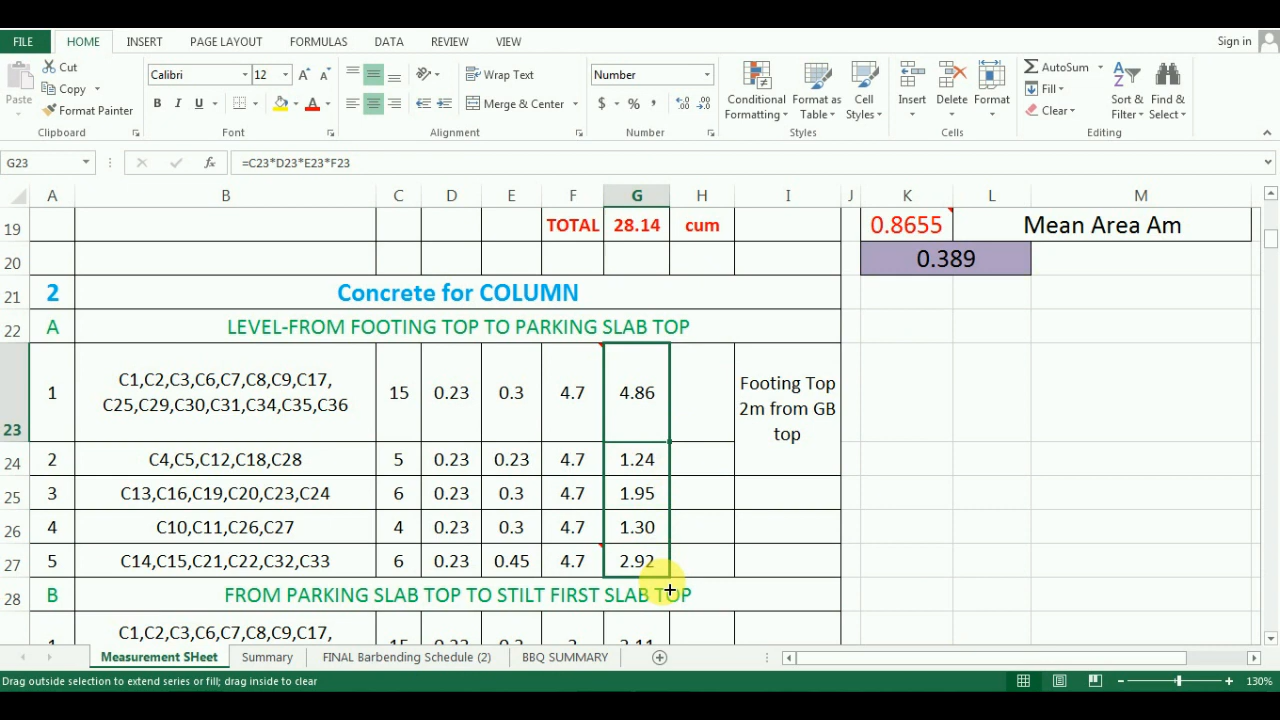 FILE HOME INSERT PAGE LAYOUT FORMULAS DATA REVIEW VIEW Sign in
Cut
Copy
Format Painter
Paste
Clipboard
Calibri 12
B I U
Font
Wrap Text
Merge & Center
Alignment
Number
$ % ,
Number
Conditional Formatting
Format as Table
Cell Styles
Styles
Insert Delete Format
Cells
AutoSum
Fill
Clear
Sort & Filter
Find & Select
Editing
G23 fx =C23*D23*E23*F23
A B C D E F G H I J K L M
19 TOTAL 28.14 cum 0.8655 Mean Area Am
20 0.389
21 2 Concrete for COLUMN
22 A LEVEL-FROM FOOTING TOP TO PARKING SLAB TOP
23 1 C1,C2,C3,C6,C7,C8,C9,C17,
C25,C29,C30,C31,C34,C35,C36 15 0.23 0.3 4.7 4.86
Footing Top
2m from GB
top
24 2 C4,C5,C12,C18,C28 5 0.23 0.23 4.7 1.24
25 3 C13,C16,C19,C20,C23,C24 6 0.23 0.3 4.7 1.95
26 4 C10,C11,C26,C27 4 0.23 0.3 4.7 1.30
27 5 C14,C15,C21,C22,C32,C33 6 0.23 0.45 4.7 2.92
28 B FROM PARKING SLAB TOP TO STILT FIRST SLAB TOP
1 C1,C2,C3,C6,C7,C8,C9,C17, 15 0.23 0.3 3 3.11
Measurement SHeet Summary FINAL Barbending Schedule (2) BBQ SUMMARY
Drag outside selection to extend series or fill; drag inside to clear 130%